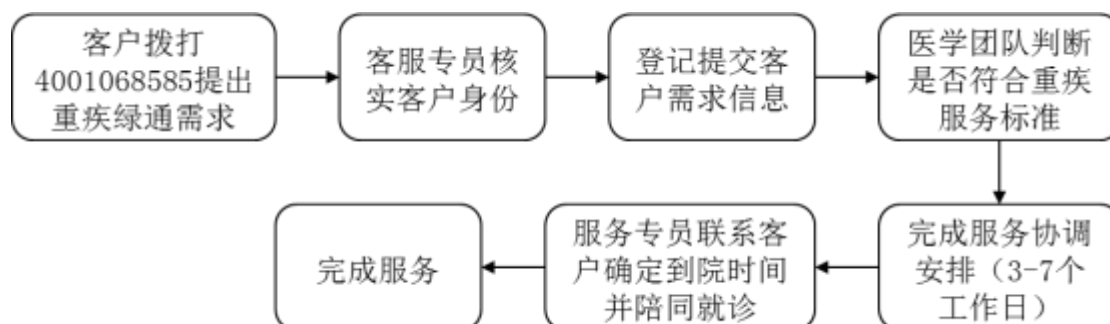 客户拨打
4001068585提出
重疾绿通需求
客服专员核
实客户身份
登记提交客
户需求信息
医学团队判断
是否符合重疾
服务标准
完成服务协调
安排（3-7个
工作日）
服务专员联系客
户确定到院时间
并陪同就诊
完成服务